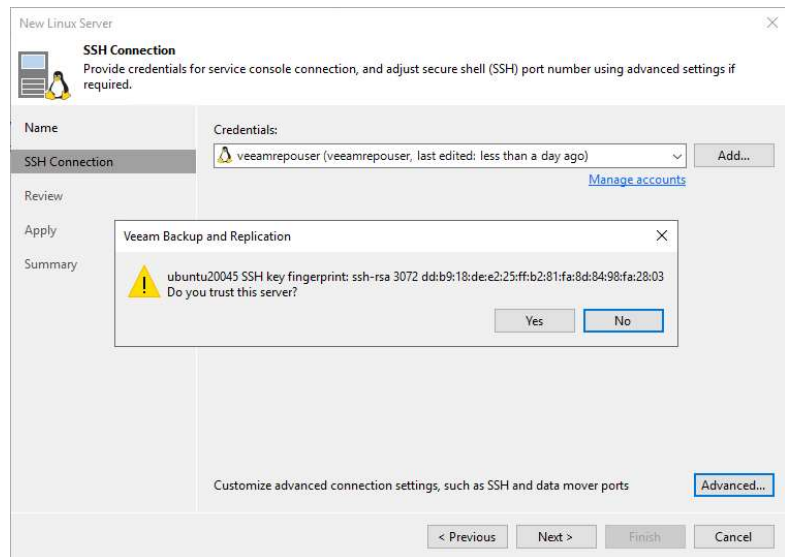 New Linux Server
SSH Connection
Provide credentials for service console connection, and adjust secure shell (SSH) port number using advanced settings if
required.
Name
SSH Connection
Review
Apply
Summary
Credentials:
veeamrepouser (veeamrepouser, last edited: less than a day ago)
Add...
Manage accounts
Veeam Backup and Replication
ubuntu20045 SSH key fingerprint: ssh-rsa 3072 dd:b9:18:de:e2:25:ff:b2:81:fa:8d:84:98:fa:28:03
Do you trust this server?
Yes
No
Customize advanced connection settings, such as SSH and data mover ports
Advanced...
< Previous
Next >
Finish
Cancel